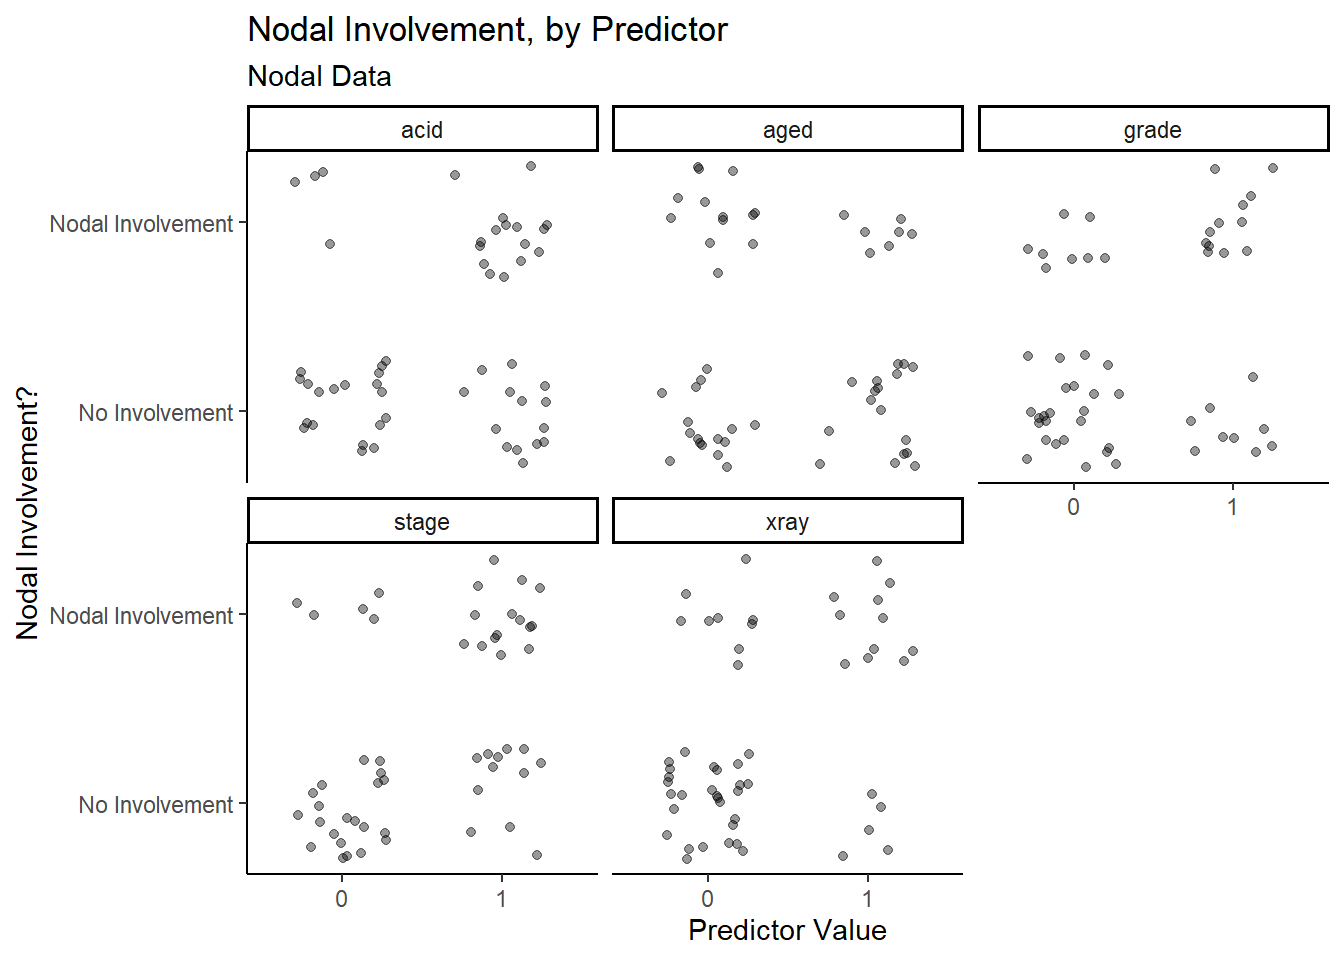 Nodal Involvement, by Predictor
Nodal Data
acid
aged
grade
Nodal Involvement
No Involvement
0
1
stage
xray
Nodal Involvement
No Involvement
0
1
0
1
Predictor Value
Nodal Involvement?